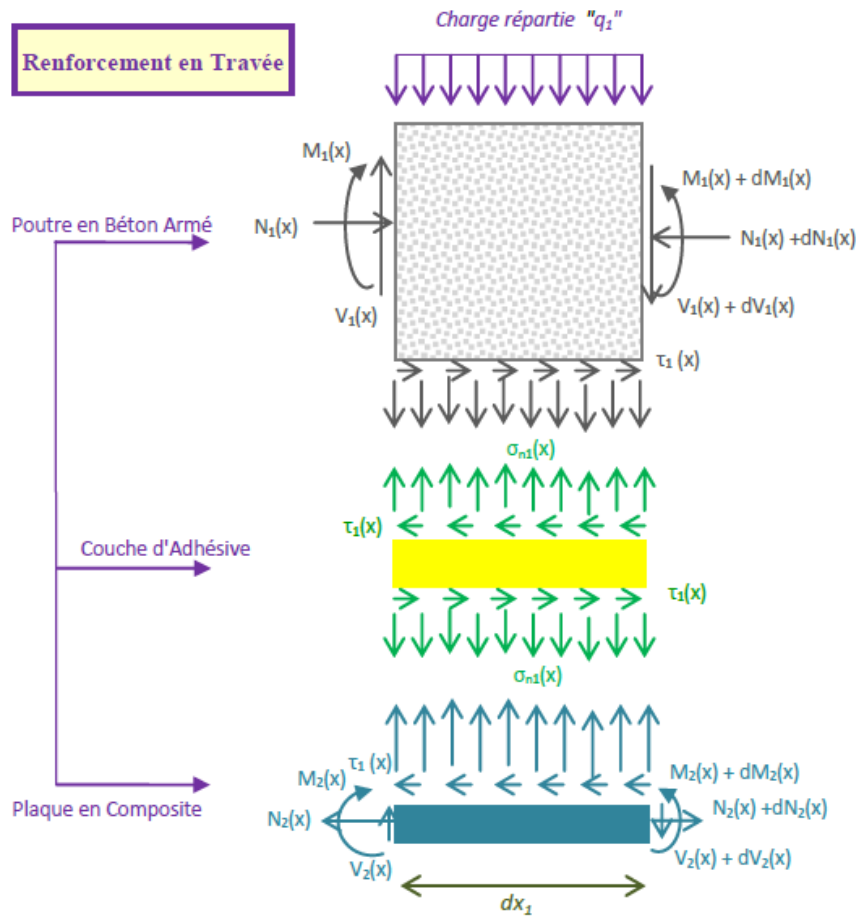 Charge répartie "q₁"
Renforcement en Travée
M₁(x)
M₁(x) + dM₁(x)
Poutre en Béton Armé
N₁(x)
N₁(x) +dN₁(x)
V₁(x)
V₁(x) + dV₁(x)
τ₁ (x)
σₙ₁(x)
τ₁(x)
Couche d'Adhésive
τ₁(x)
σₙ₁(x)
τ₁ (x)
M₂(x)
M₂(x) + dM₂(x)
Plaque en Composite
N₂(x)
N₂(x) +dN₂(x)
V₂(x)
V₂(x) + dV₂(x)
dx₁